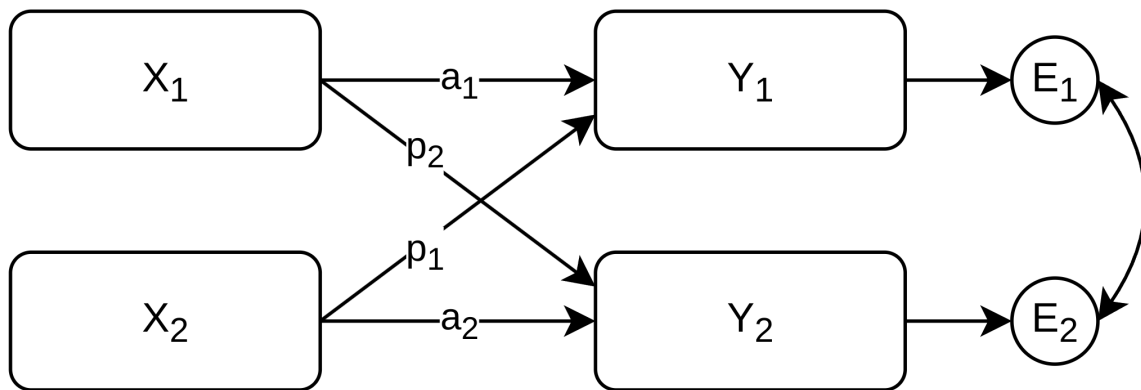 X₁
a₁
Y₁
E₁
p₂
p₁
X₂
a₂
Y₂
E₂